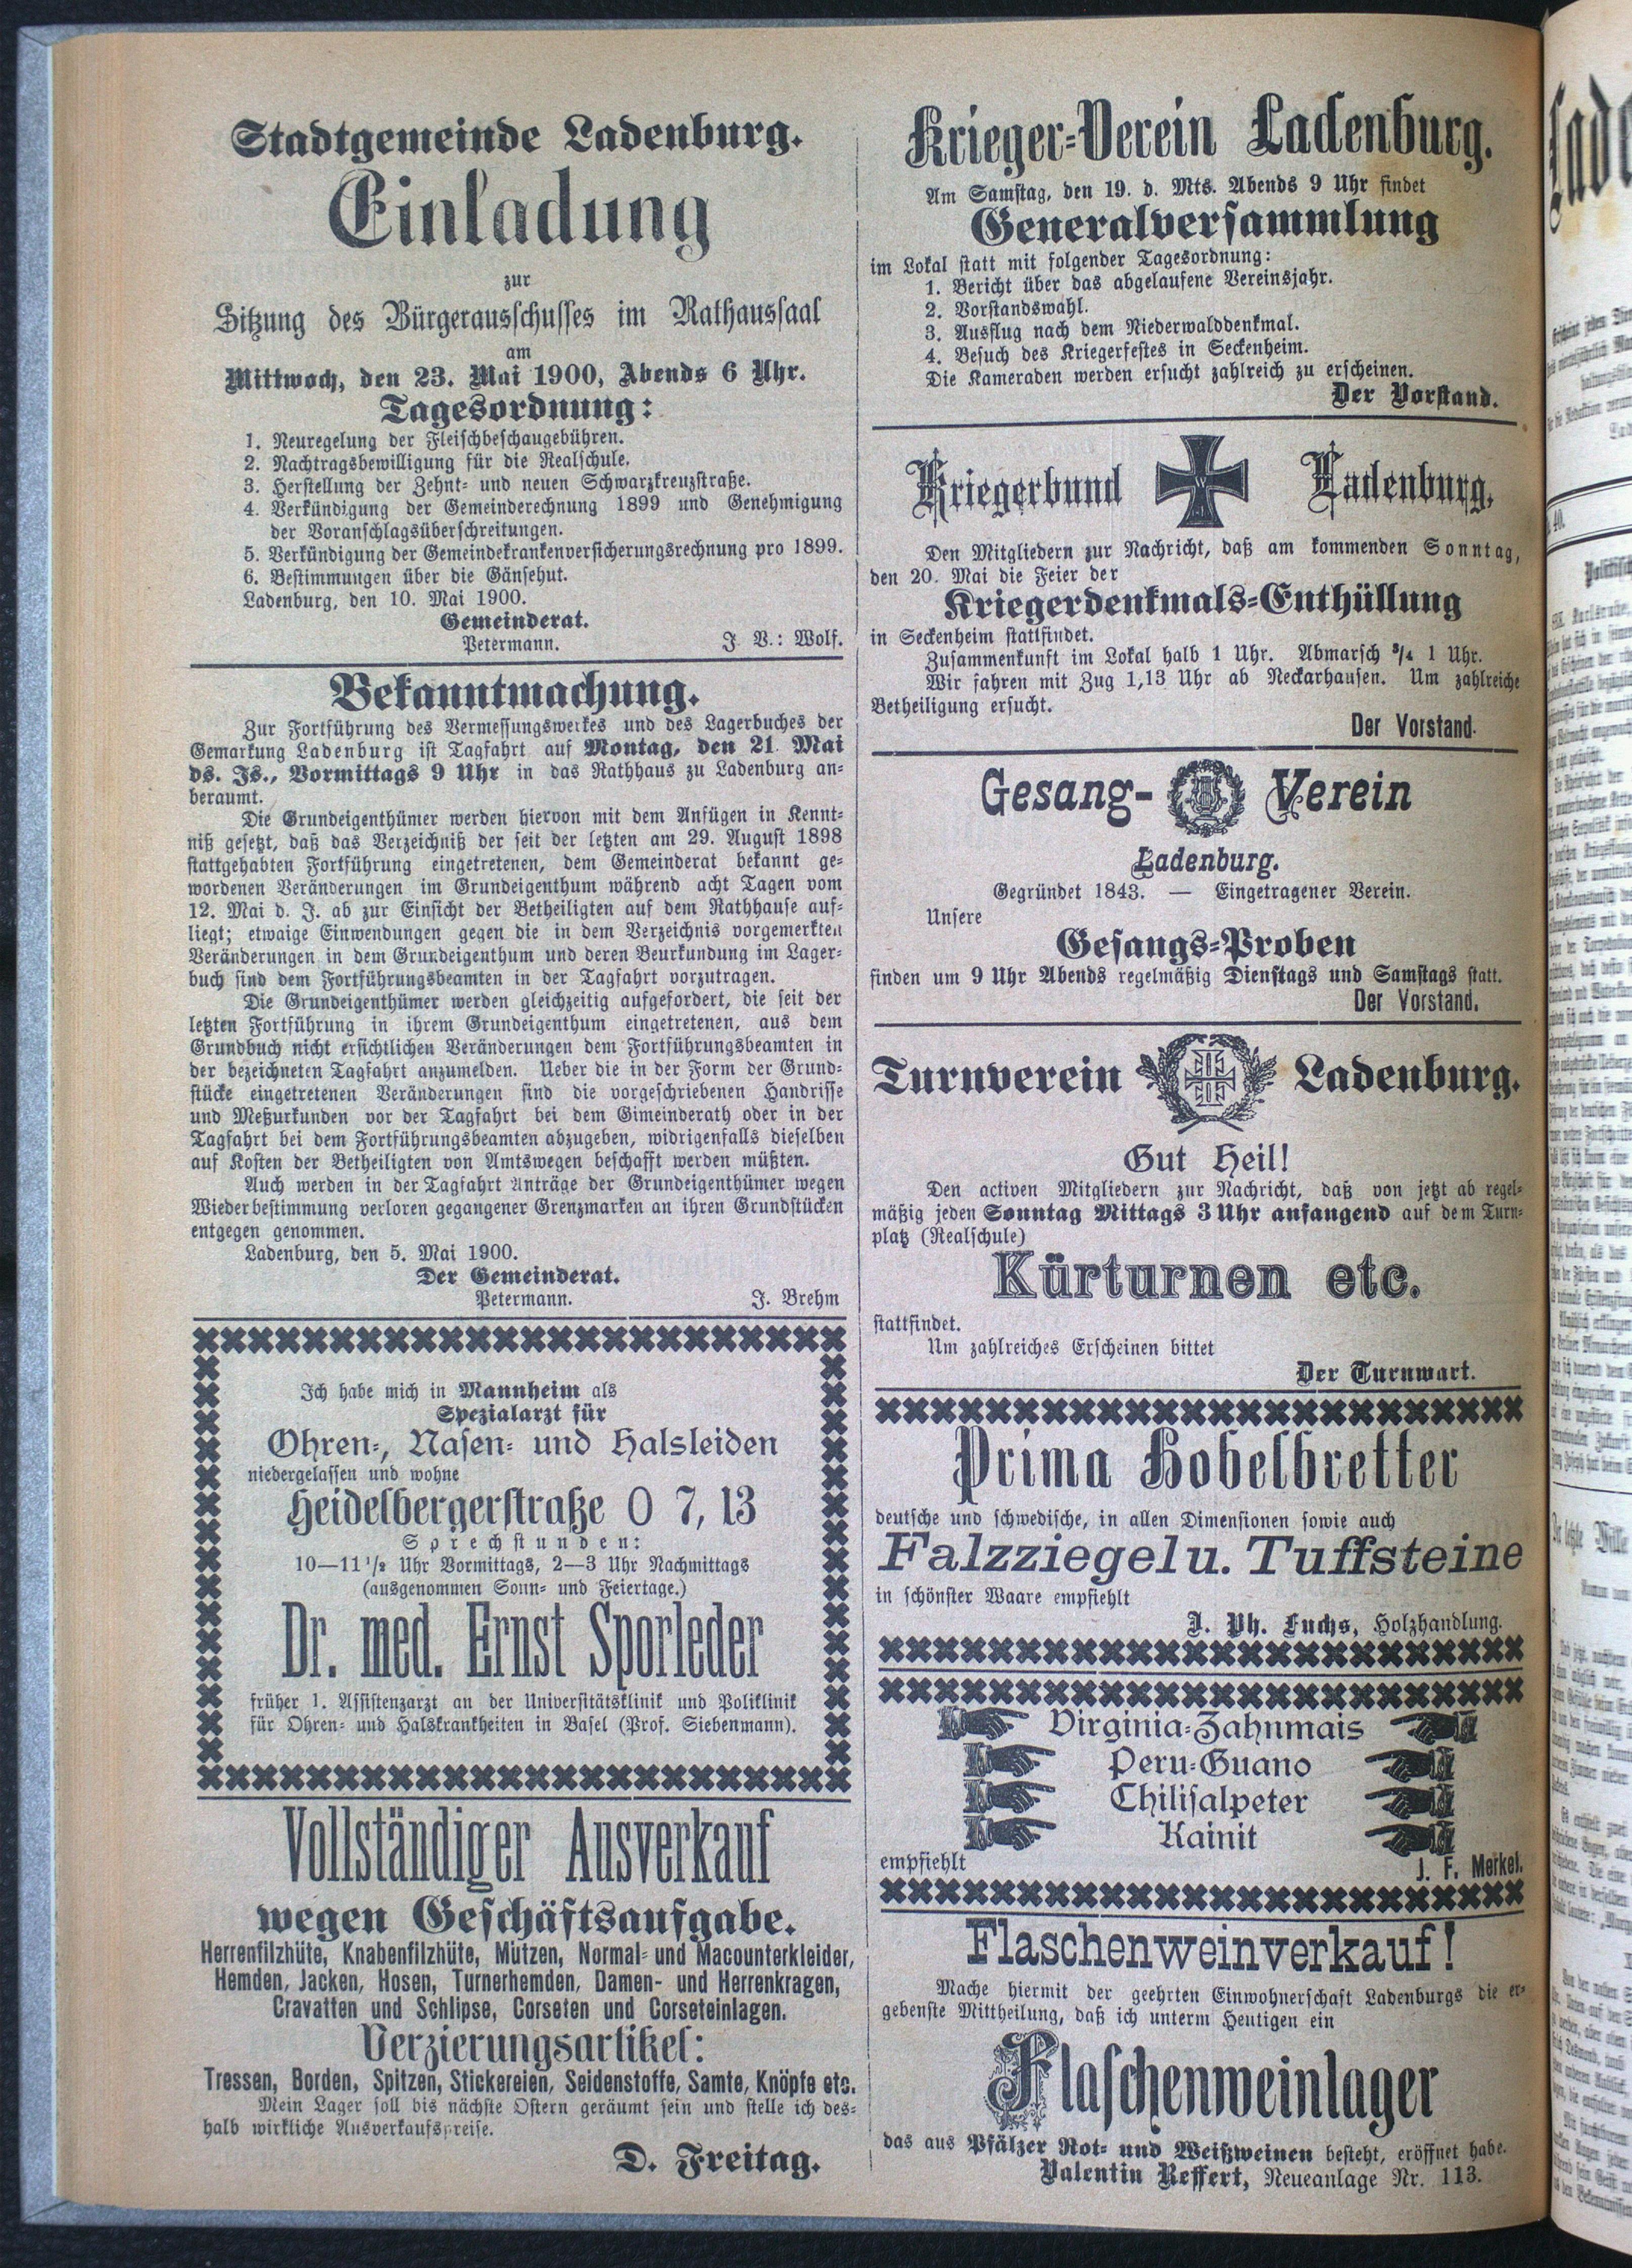 Stadtgemeinde Ladenburg.
Einladung
zur
Sitzung des Bürgerausschusses im Rathaussaal
am
Mittwoch, den 23. Mai 1900, Abends 6 Uhr.
Tagesordnung:
1. Neuregelung der Fleischbeschaugebühren.
2. Nachtragsbewilligung für die Realschule.
3. Herstellung der Zehnt- und neuen Schwarzkreuzstraße.
4. Verkündigung der Gemeinderechnung 1899 und Genehmigung
der Voranschlagsüberschreitungen.
5. Verkündigung der Gemeindekrankenversicherungsrechnung pro 1899.
6. Bestimmungen über die Gänsehut.
Ladenburg, den 10. Mai 1900.
Gemeinderat.
Petermann. J. V.: Wolf.
Bekanntmachung.
Zur Fortführung des Vermessungswerkes und des Lagerbuches der
Gemarkung Ladenburg ist Tagfahrt auf Montag, den 21. Mai
ds. Js., Vormittags 9 Uhr in das Rathhaus zu Ladenburg an-
beraumt.
Die Grundeigenthümer werden hiervon mit dem Anfügen in Kennt-
niß gesetzt, daß das Verzeichniß der seit der letzten am 29. August 1898
stattgehabten Fortführung eingetretenen, dem Gemeinderat bekannt ge-
wordenen Veränderungen im Grundeigenthum während acht Tagen vom
12. Mai d. J. ab zur Einsicht der Betheiligten auf dem Rathhause auf-
liegt; etwaige Einwendungen gegen die in dem Verzeichnis vorgemerkten
Veränderungen in dem Grundeigenthum und deren Beurkundung im Lager-
buch sind dem Fortführungsbeamten in der Tagfahrt vorzutragen.
Die Grundeigenthümer werden gleichzeitig aufgefordert, die seit der
letzten Fortführung in ihrem Grundeigenthum eingetretenen, aus dem
Grundbuch nicht ersichtlichen Veränderungen dem Fortführungsbeamten in
der bezeichneten Tagfahrt anzumelden. Ueber die in der Form der Grund-
stücke eingetretenen Veränderungen sind die vorgeschriebenen Handrisse
und Meßurkunden vor der Tagfahrt bei dem Gimeinderath oder in der
Tagfahrt bei dem Fortführungsbeamten abzugeben, widrigenfalls dieselben
auf Kosten der Betheiligten von Amtswegen beschafft werden müßten.
Auch werden in der Tagfahrt Anträge der Grundeigenthümer wegen
Wiederbestimmung verloren gegangener Grenzmarken an ihren Grundstücken
entgegen genommen.
Ladenburg, den 5. Mai 1900.
Der Gemeinderat.
Petermann. J. Brehm
Ich habe mich in Mannheim als
Spezialarzt für
Ohren-, Nasen- und Halsleiden
niedergelassen und wohne
Heidelbergerstraße O 7, 13
Sprechstunden:
10—11 1/2 Uhr Vormittags, 2—3 Uhr Nachmittags
(ausgenommen Sonn- und Feiertage.)
Dr. med. Ernst Sporleder
früher 1. Assistenzarzt an der Universitätsklinik und Poliklinik
für Ohren- und Halskrankheiten in Basel (Prof. Siebenmann).
Vollständiger Ausverkauf
wegen Geschäftsaufgabe.
Herrenfilzhüte, Knabenfilzhüte, Mützen, Normal- und Macounterkleider,
Hemden, Jacken, Hosen, Turnerhemden, Damen- und Herrenkragen,
Cravatten und Schlipse, Corseten und Corseteinlagen.
Verzierungsartikel:
Tressen, Borden, Spitzen, Stickereien, Seidenstoffe, Samte, Knöpfe etc.
Mein Lager soll bis nächste Ostern geräumt sein und stelle ich des-
halb wirkliche Ausverkaufspreise.
D. Freitag.
Krieger-Verein Ladenburg.
Am Samstag, den 19. d. Mts. Abends 9 Uhr findet
Generalversammlung
im Lokal statt mit folgender Tagesordnung:
1. Bericht über das abgelaufene Vereinsjahr.
2. Vorstandswahl.
3. Ausflug nach dem Niederwalddenkmal.
4. Besuch des Kriegerfestes in Seckenheim.
Die Kameraden werden ersucht zahlreich zu erscheinen.
Der Vorstand.
Kriegerbund Ladenburg.
Den Mitgliedern zur Nachricht, daß am kommenden Sonntag,
den 20. Mai die Feier der
Kriegerdenkmals-Enthüllung
in Seckenheim stattfindet.
Zusammenkunft im Lokal halb 1 Uhr. Abmarsch 3/4 1 Uhr.
Wir fahren mit Zug 1,13 Uhr ab Neckarhausen. Um zahlreiche
Betheiligung ersucht.
Der Vorstand.
Gesang-Verein
Ladenburg.
Gegründet 1843. — Eingetragener Verein.
Unsere
Gesangs-Proben
finden um 9 Uhr Abends regelmäßig Dienstags und Samstags statt.
Der Vorstand.
Turnverein Ladenburg.
Gut Heil!
Den activen Mitgliedern zur Nachricht, daß von jetzt ab regel-
mäßig jeden Sonntag Mittags 3 Uhr anfangend auf dem Turn-
platz (Realschule)
Kürturnen etc.
stattfindet.
Um zahlreiches Erscheinen bittet
Der Turnwart.
Prima Hobelbretter
deutsche und schwedische, in allen Dimensionen sowie auch
Falzziegel u. Tuffsteine
in schönster Waare empfiehlt
J. Ph. Fuchs, Holzhandlung.
Virginia-Zahnmais
Peru-Guano
Chilisalpeter
Kainit
empfiehlt J. F. Merkel.
Flaschenweinverkauf!
Mache hiermit der geehrten Einwohnerschaft Ladenburgs die er-
gebenste Mittheilung, daß ich unterm Heutigen ein
Flaschenweinlager
das aus Pfälzer Rot- und Weißweinen besteht, eröffnet habe.
Valentin Reffert, Neueanlage Nr. 113.